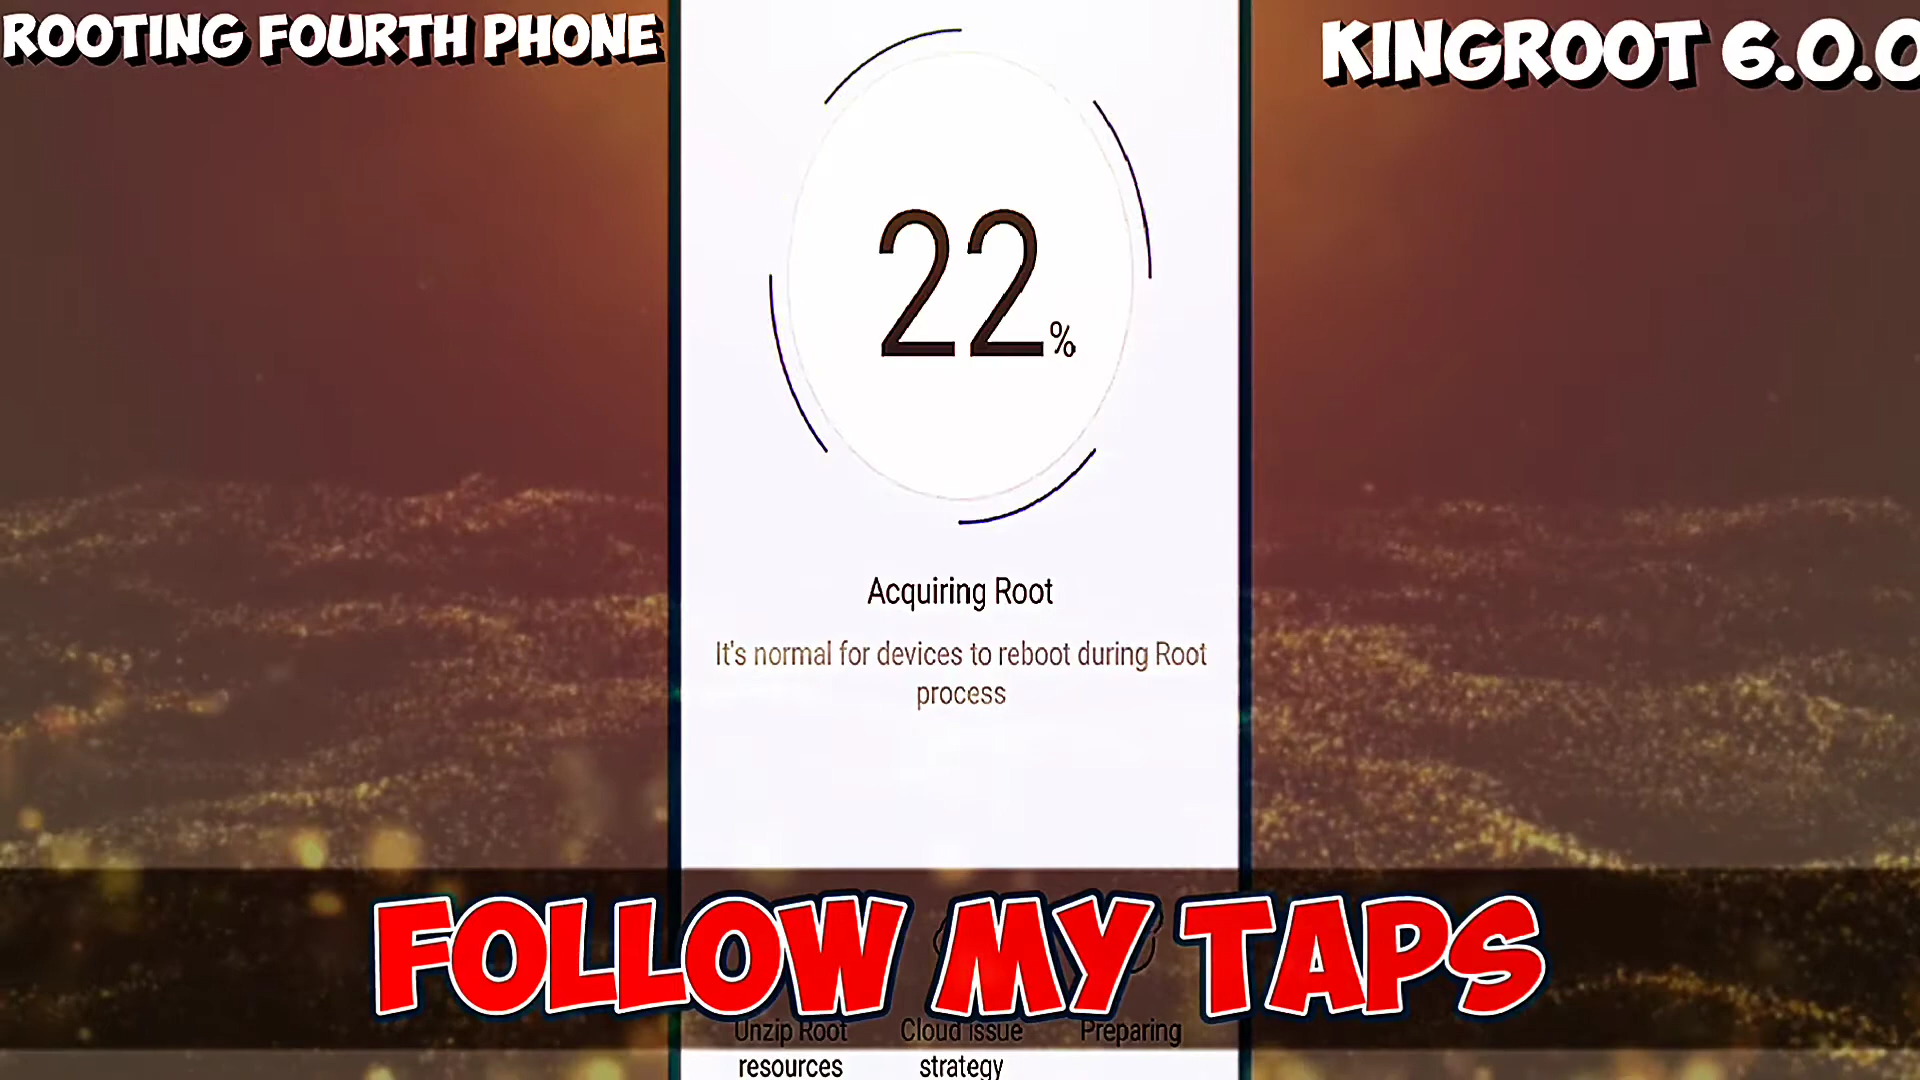 ROOTING FOURTH PHONE
KINGROOT 6.0.0
22%
Acquiring Root
It's normal for devices to reboot during Root
process
FOLLOW MY TAPS
Unzip Root
resources
Cloud issue
strategy
Preparing